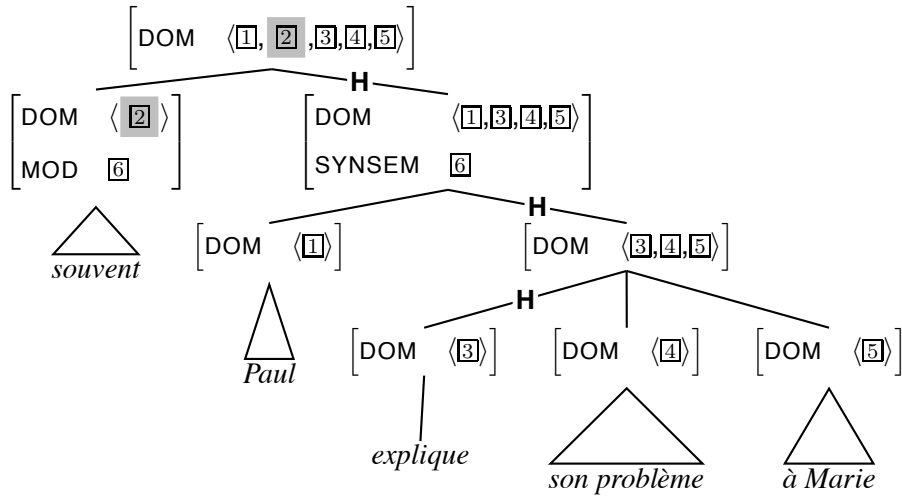 DOM ⟨1, 2, 3, 4, 5⟩
H
DOM ⟨2⟩ DOM ⟨1,3,4,5⟩
MOD 6 SYNSEM 6
H
souvent DOM ⟨1⟩ DOM ⟨3,4,5⟩
H
Paul DOM ⟨3⟩ DOM ⟨4⟩ DOM ⟨5⟩
explique son problème à Marie